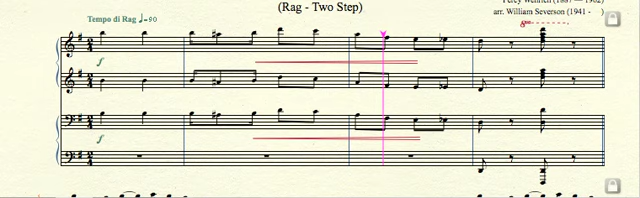 Percy Wenrich (1887 – 1952)
(Rag - Two Step)
arr. William Severson (1941 - )
Tempo di Rag ♩=90
8va
f
f